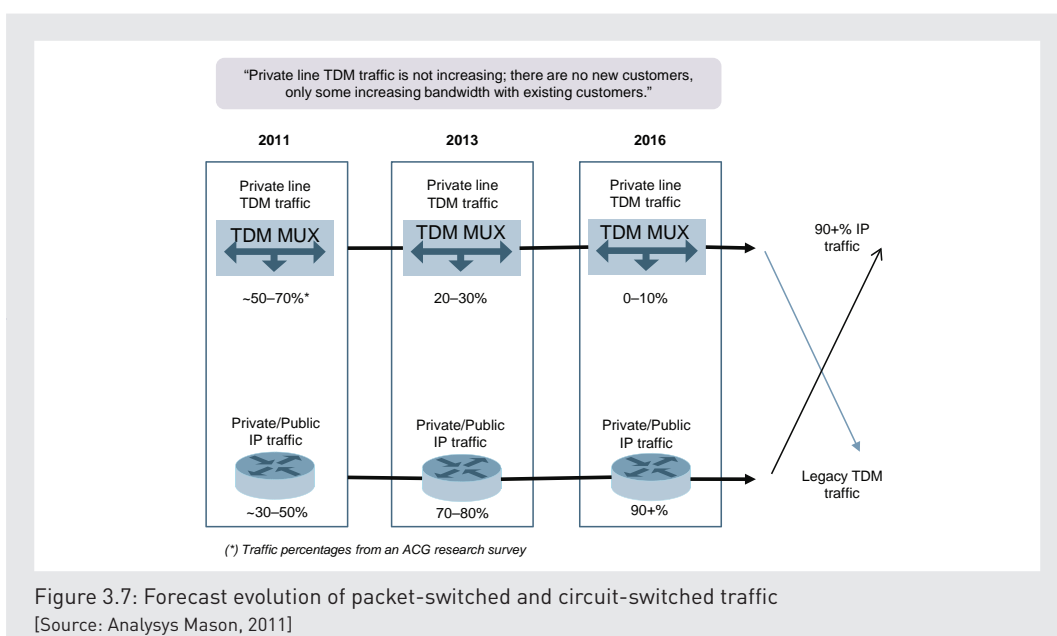 “Private line TDM traffic is not increasing; there are no new customers,
only some increasing bandwidth with existing customers.”
2011
2013
2016
Private line
TDM traffic
TDM MUX
~50–70%*
Private line
TDM traffic
TDM MUX
20–30%
Private line
TDM traffic
TDM MUX
0–10%
90+% IP
traffic
Private/Public
IP traffic
~30–50%
Private/Public
IP traffic
70–80%
Private/Public
IP traffic
90+%
Legacy TDM
traffic
(*) Traffic percentages from an ACG research survey
Figure 3.7: Forecast evolution of packet-switched and circuit-switched traffic
[Source: Analysys Mason, 2011]